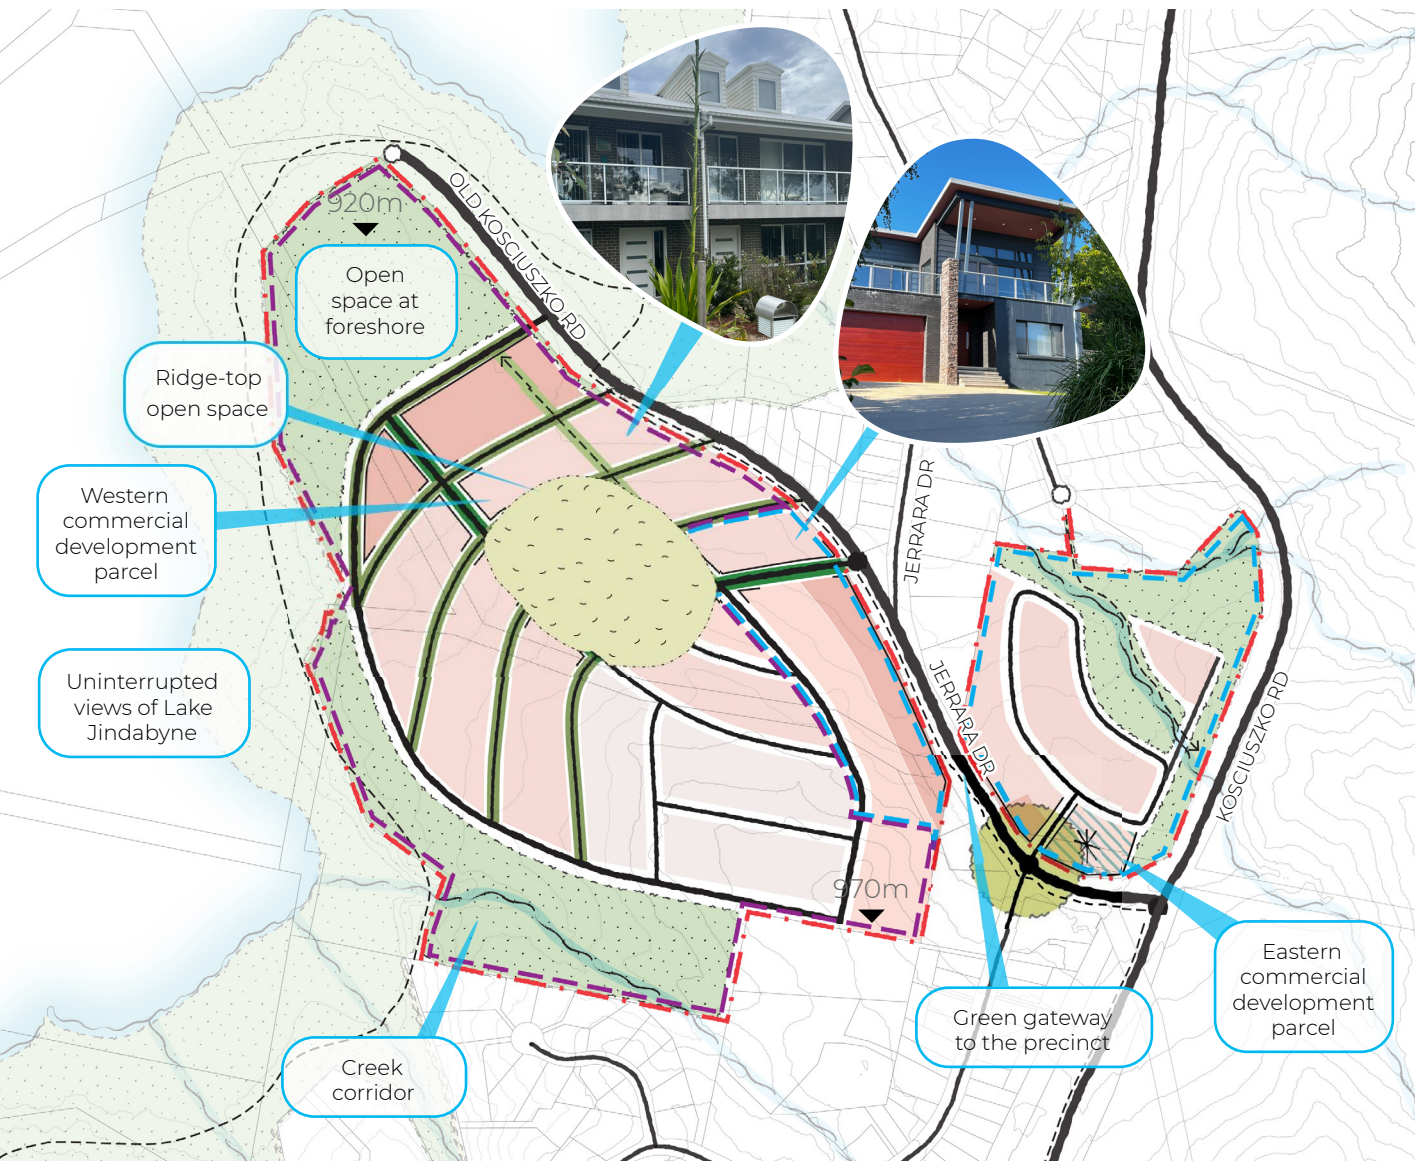 920m
OLD KOSCIUSZKO RD
Open
space at
foreshore
Ridge-top
open space
Western
commercial
development
parcel
Uninterrupted
views of Lake
Jindabyne
JERRARA DR
JERRARA DR
KOSCIUSZKO RD
970m
Eastern
commercial
development
parcel
Green gateway
to the precinct
Creek
corridor